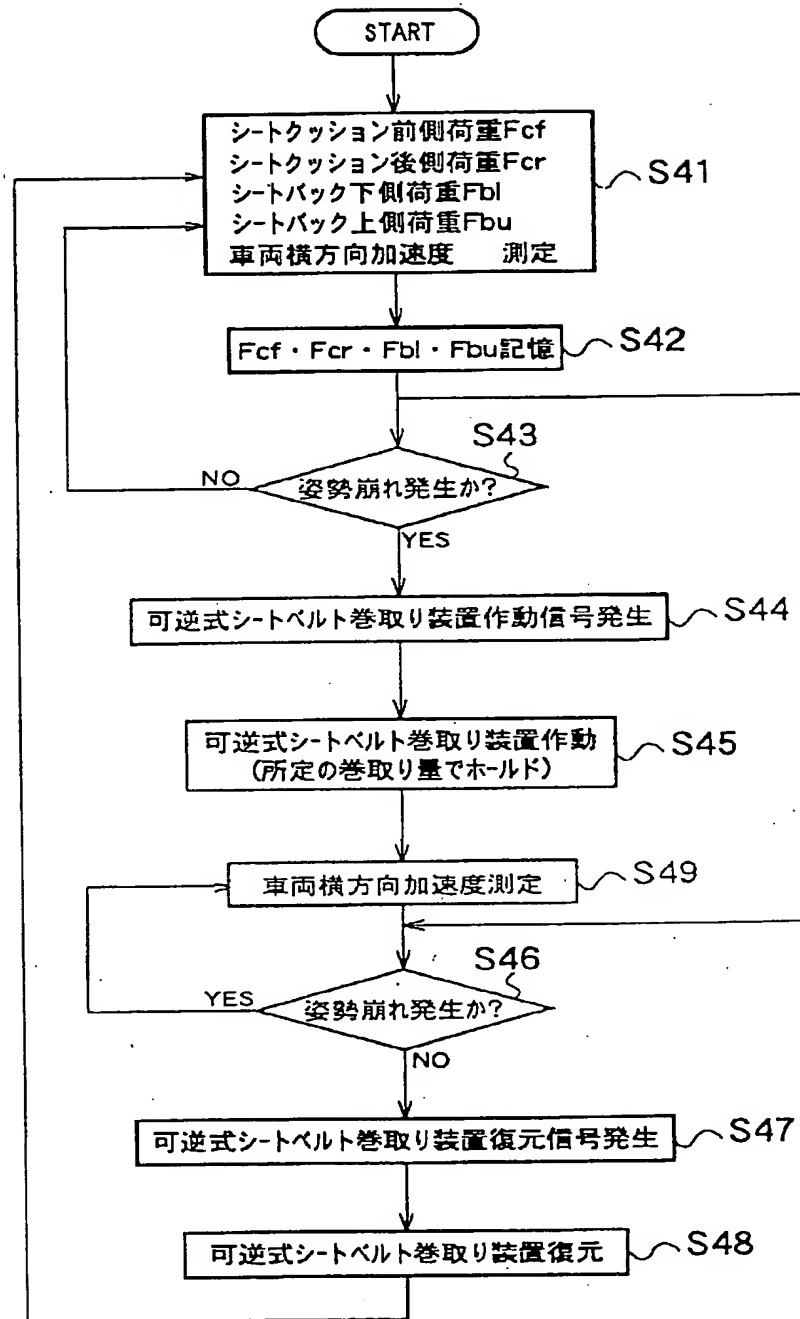 START
シートクッション前側荷重Fcf
シートクッション後側荷重Fcr
シートバック下側荷重Fbl
シートバック上側荷重Fbu
車両横方向加速度 測定
S41
Fcf・Fcr・Fbl・Fbu記憶
S42
S43
NO
姿勢崩れ発生か?
YES
可逆式シートベルト巻取り装置作動信号発生
S44
可逆式シートベルト巻取り装置作動
(所定の巻取り量でホールド)
S45
車両横方向加速度測定
S49
S46
YES
姿勢崩れ発生か?
NO
可逆式シートベルト巻取り装置復元信号発生
S47
可逆式シートベルト巻取り装置復元
S48